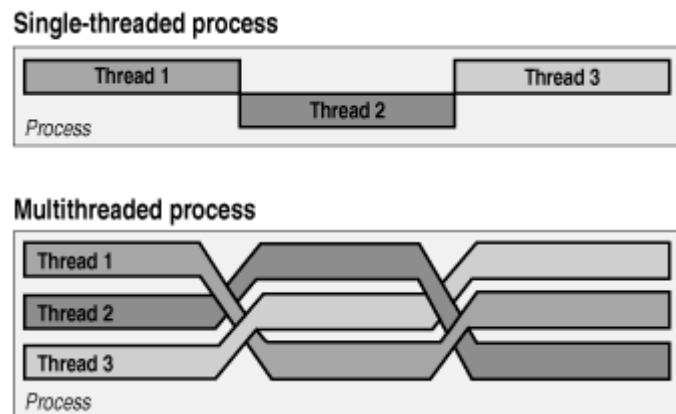 Single-threaded process
Thread 1
Thread 2
Thread 3
Process
Multithreaded process
Thread 1
Thread 2
Thread 3
Process